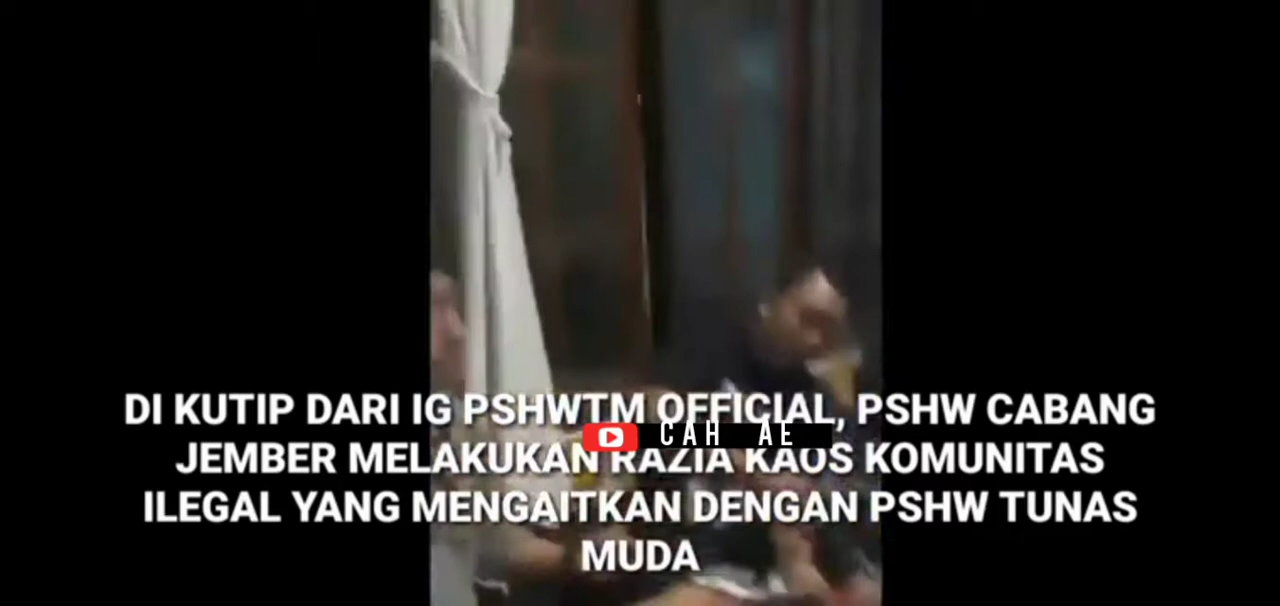 DI KUTIP DARI IG PSHWTM OFFICIAL, PSHW CABANG
CAH AE
JEMBER MELAKUKAN RAZIA KAOS KOMUNITAS
ILEGAL YANG MENGAITKAN DENGAN PSHW TUNAS
MUDA